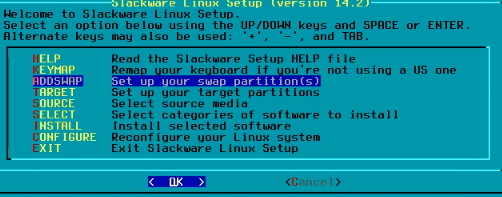 Slackware Linux Setup (version 14.2)
Welcome to Slackware Linux Setup.
Select an option below using the UP/DOWN keys and SPACE or ENTER.
Alternate keys may also be used: '+', '-', and TAB.
HELP Read the Slackware Setup HELP file
KEYMAP Remap your keyboard if you're not using a US one
ADDSWAP Set up your swap partition(s)
TARGET Set up your target partitions
SOURCE Select source media
SELECT Select categories of software to install
INSTALL Install selected software
CONFIGURE Reconfigure your Linux system
EXIT Exit Slackware Linux Setup
< OK > <Cancel>